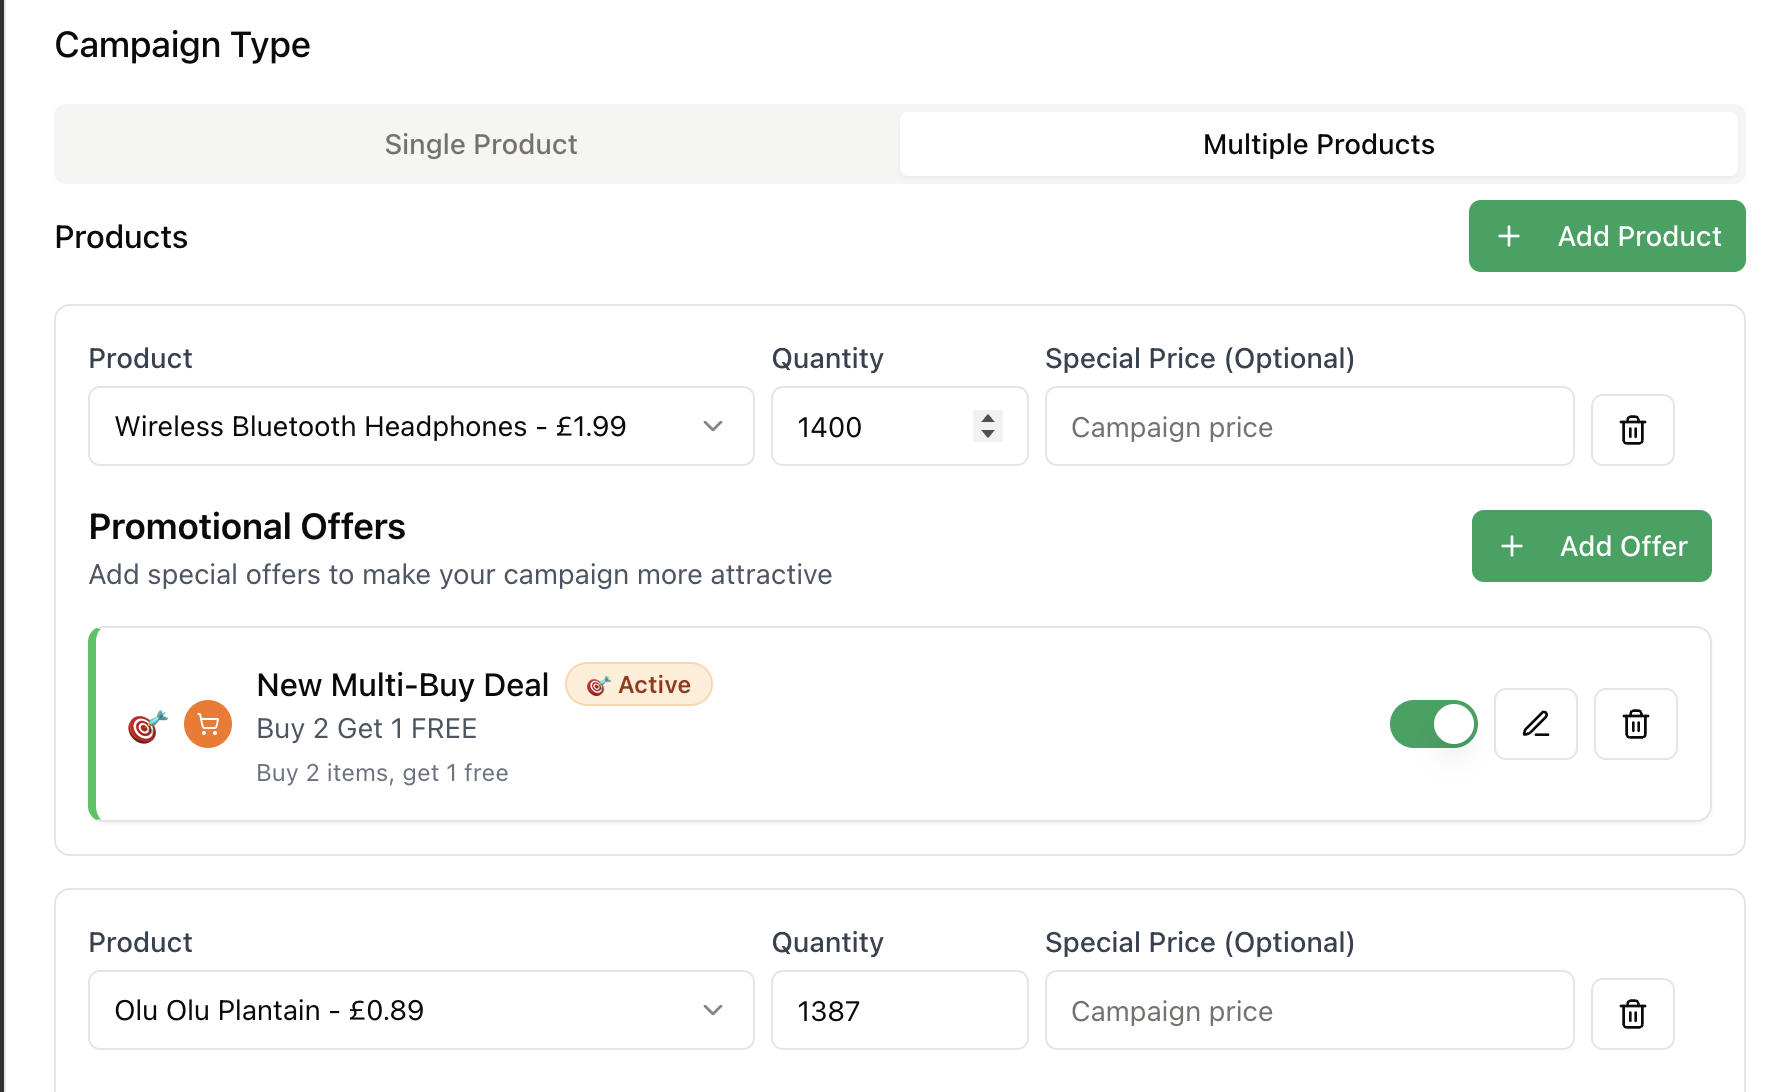 Campaign Type
Single Product
Multiple Products
Products
+ Add Product
Product
Quantity
Special Price (Optional)
Wireless Bluetooth Headphones - £1.99
1400
Campaign price
Promotional Offers
Add special offers to make your campaign more attractive
+ Add Offer
New Multi-Buy Deal
Active
Buy 2 Get 1 FREE
Buy 2 items, get 1 free
Product
Quantity
Special Price (Optional)
Olu Olu Plantain - £0.89
1387
Campaign price